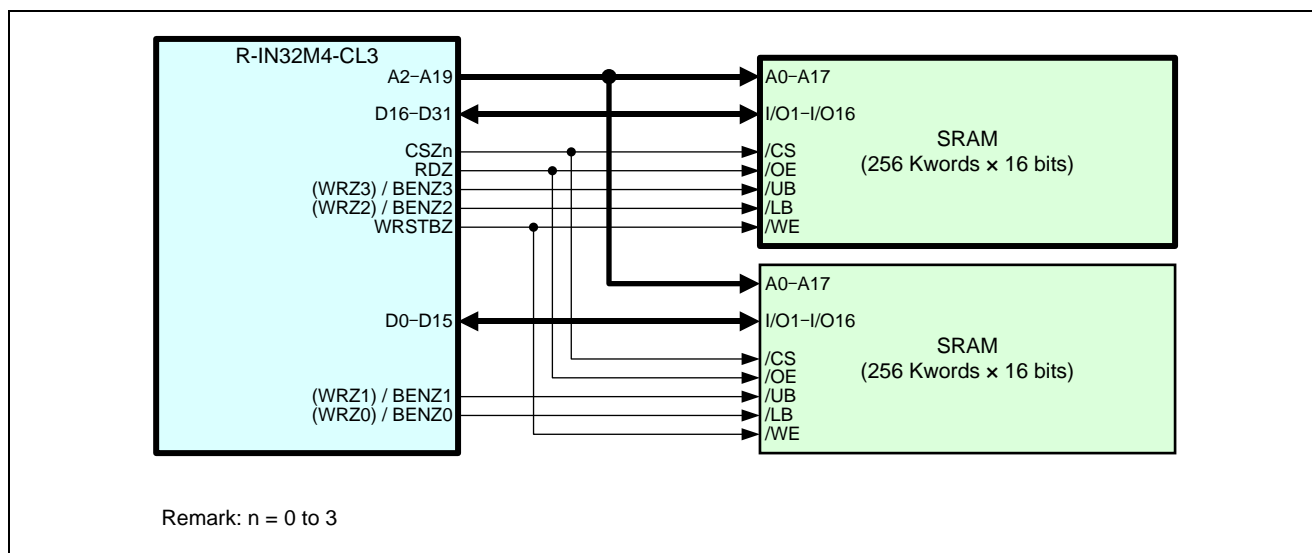 R-IN32M4-CL3
A2−A19
D16−D31
CSZn
RDZ
(WRZ3) / BENZ3
(WRZ2) / BENZ2
WRSTBZ
D0−D15
(WRZ1) / BENZ1
(WRZ0) / BENZ0
A0−A17
I/O1−I/O16
/CS
/OE
/UB
/LB
/WE
SRAM
(256 Kwords × 16 bits)
A0−A17
I/O1−I/O16
/CS
/OE
/UB
/LB
/WE
SRAM
(256 Kwords × 16 bits)
Remark: n = 0 to 3